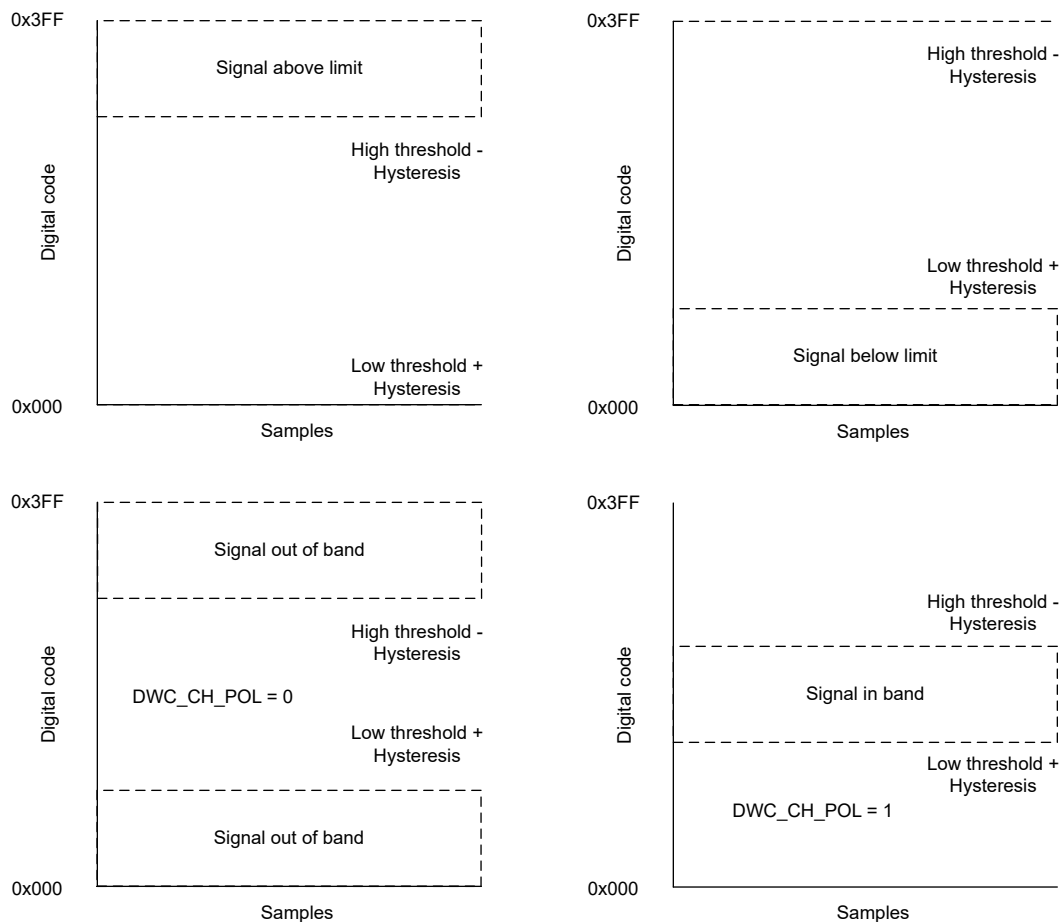 0x3FF
Signal above limit
High threshold -
Hysteresis
Digital code
Low threshold +
Hysteresis
0x000
Samples
0x3FF
High threshold -
Hysteresis
Digital code
Low threshold +
Hysteresis
Signal below limit
0x000
Samples
0x3FF
Signal out of band
High threshold -
Hysteresis
Digital code
DWC_CH_POL = 0
Low threshold +
Hysteresis
Signal out of band
0x000
Samples
0x3FF
High threshold -
Hysteresis
Digital code
Signal in band
Low threshold +
Hysteresis
DWC_CH_POL = 1
0x000
Samples